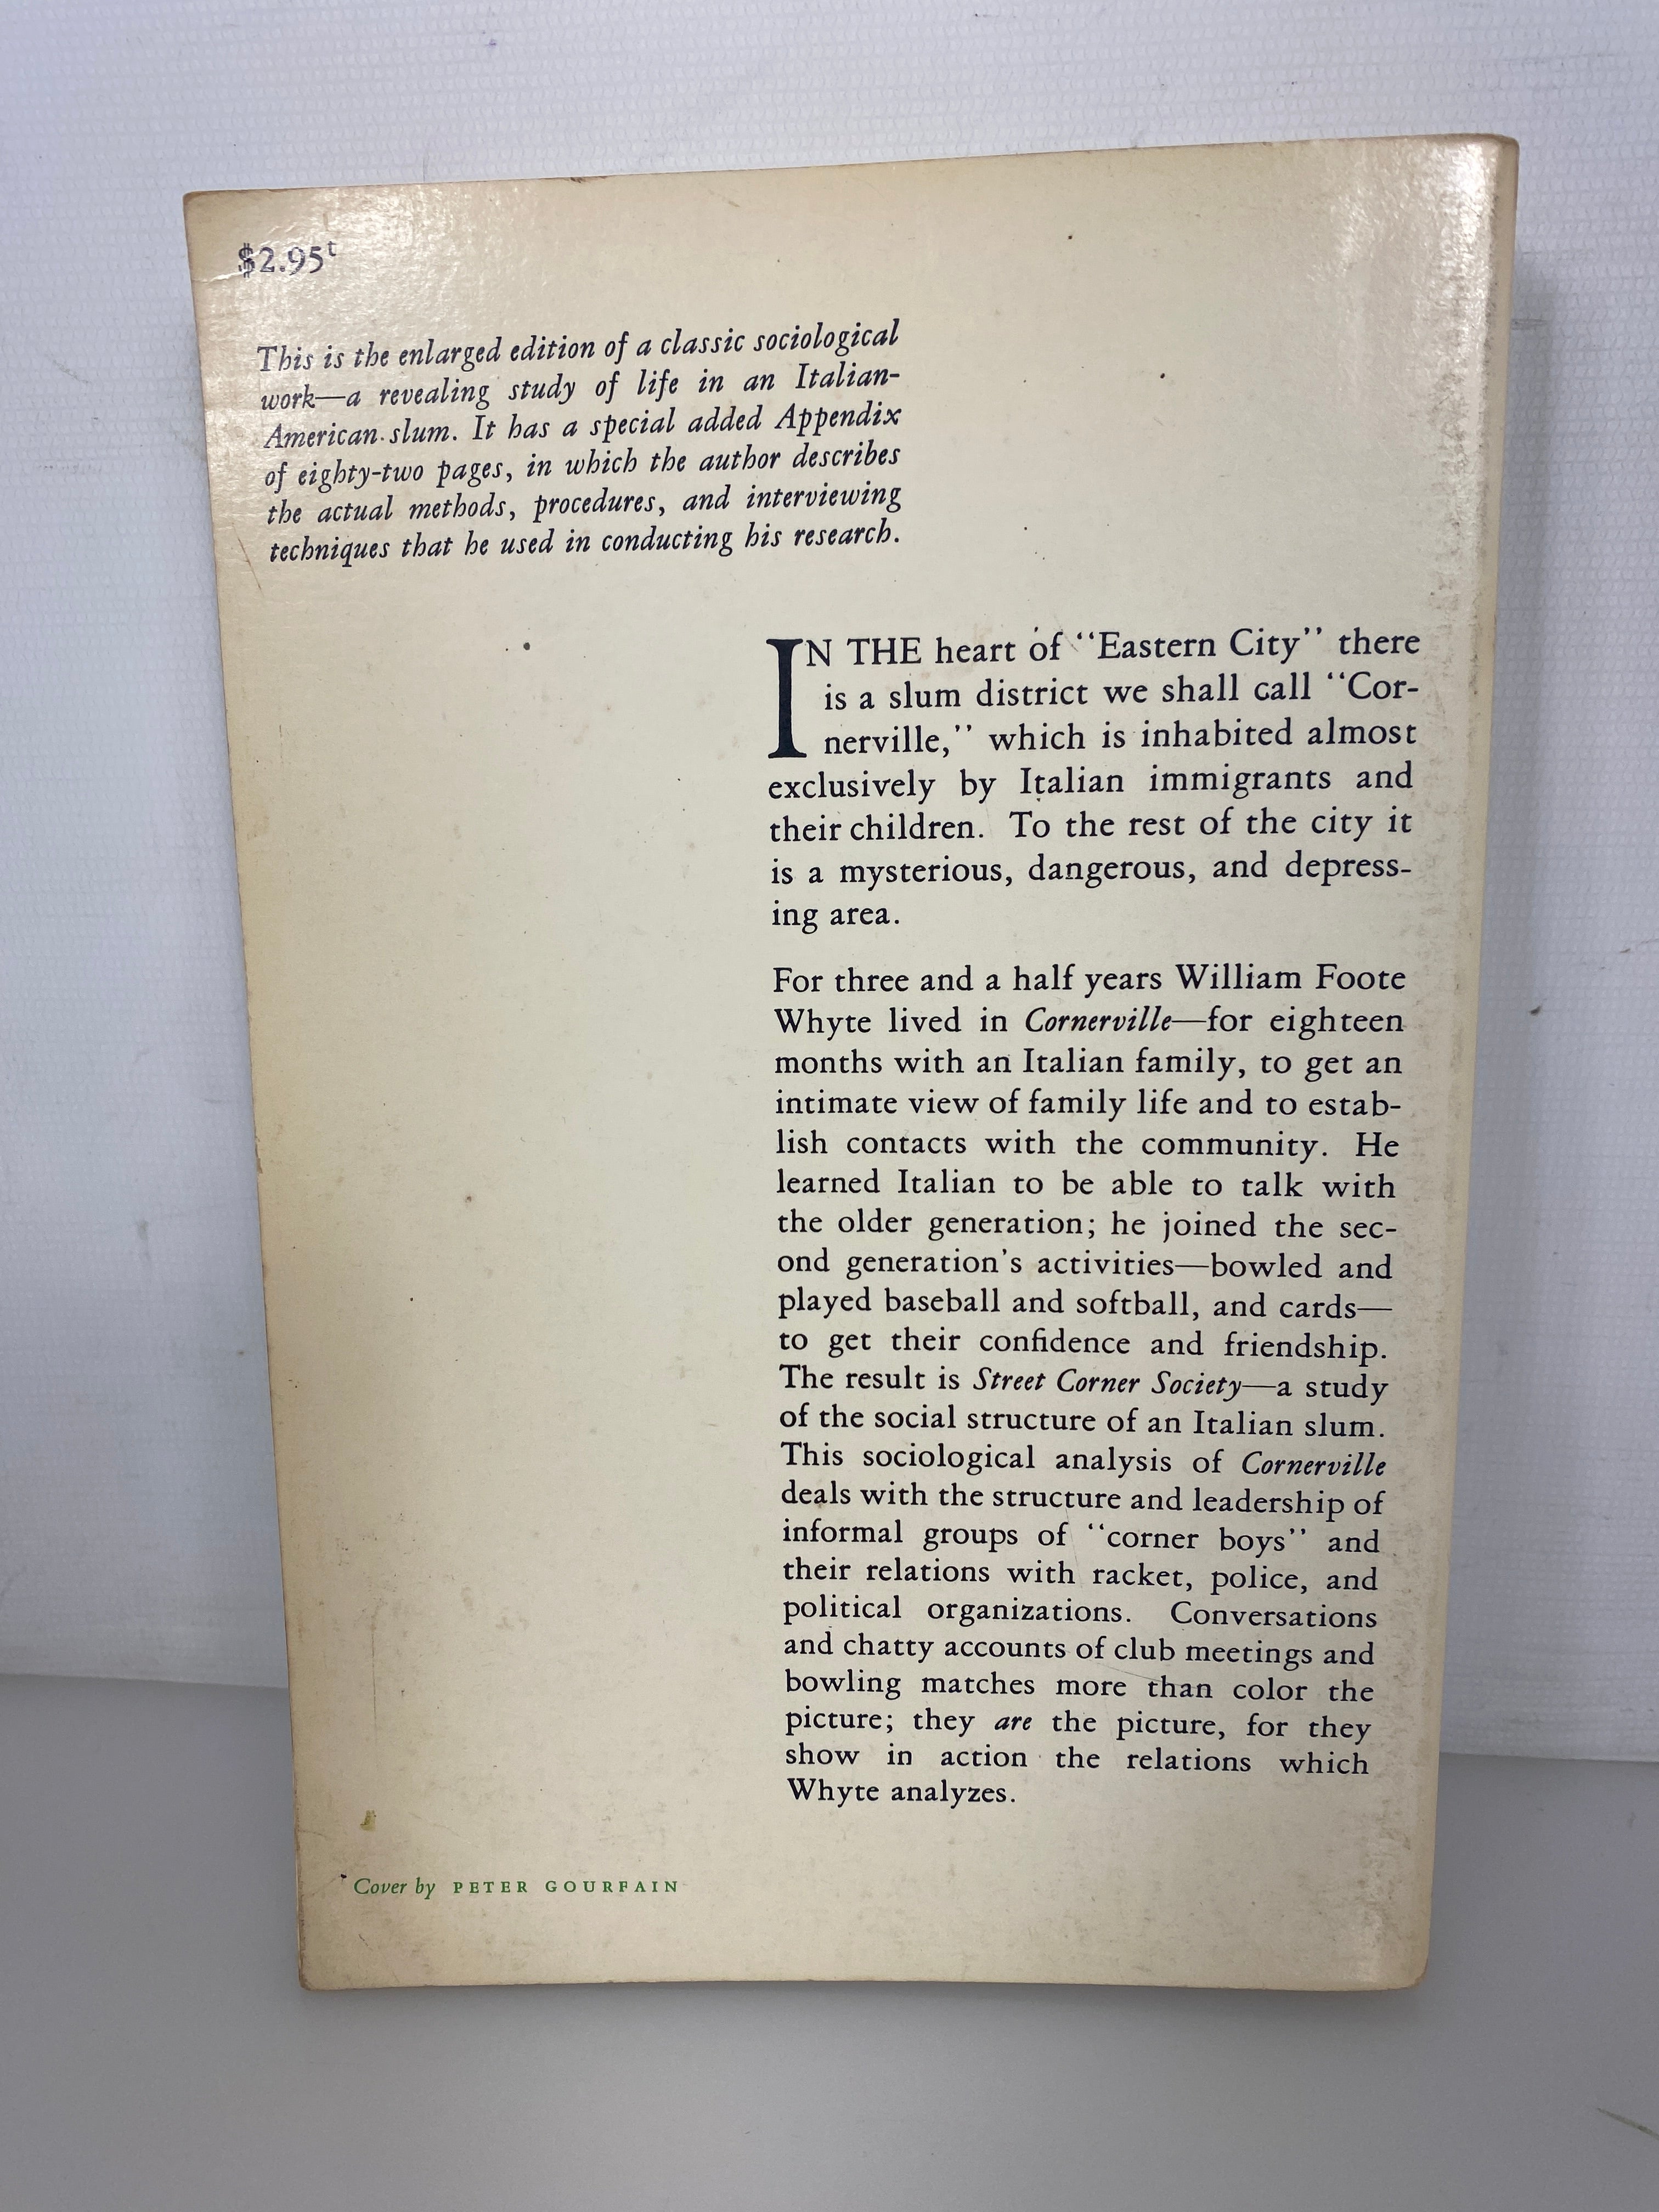 $2.95t
This is the enlarged edition of a classic sociological
work—a revealing study of life in an Italian-
American slum. It has a special added Appendix
of eighty-two pages, in which the author describes
the actual methods, procedures, and interviewing
techniques that he used in conducting his research.
IN THE heart of "Eastern City" there
is a slum district we shall call "Cor-
nerville," which is inhabited almost
exclusively by Italian immigrants and
their children. To the rest of the city it
is a mysterious, dangerous, and depress-
ing area.
For three and a half years William Foote
Whyte lived in Cornerville—for eighteen
months with an Italian family, to get an
intimate view of family life and to estab-
lish contacts with the community. He
learned Italian to be able to talk with
the older generation; he joined the sec-
ond generation's activities—bowled and
played baseball and softball, and cards—
to get their confidence and friendship.
The result is Street Corner Society—a study
of the social structure of an Italian slum.
This sociological analysis of Cornerville
deals with the structure and leadership of
informal groups of "corner boys" and
their relations with racket, police, and
political organizations. Conversations
and chatty accounts of club meetings and
bowling matches more than color the
picture; they are the picture, for they
show in action the relations which
Whyte analyzes.
Cover by PETER GOURFAIN